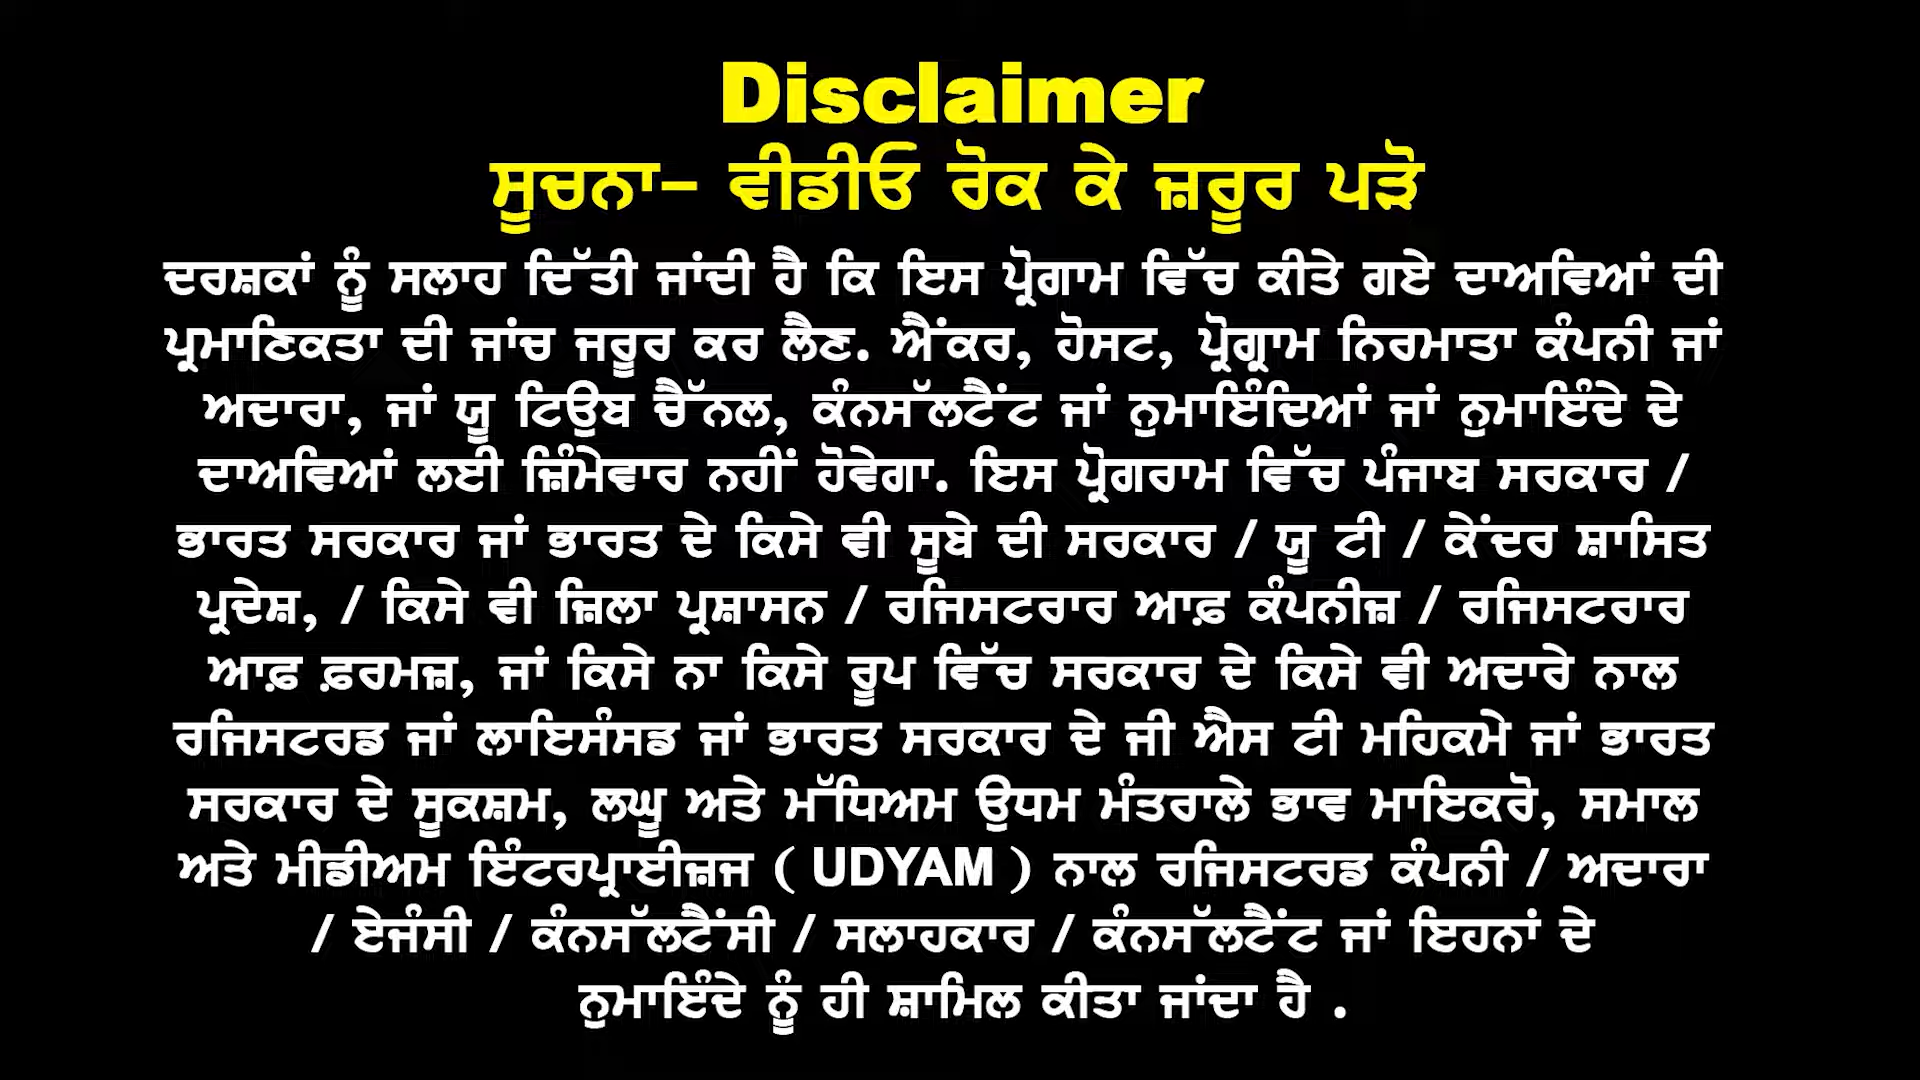 Disclaimer
ਸੂਚਨਾ- ਵੀਡੀਓ ਰੋਕ ਕੇ ਜ਼ਰੂਰ ਪੜੋ
ਦਰਸ਼ਕਾਂ ਨੂੰ ਸਲਾਹ ਦਿੱਤੀ ਜਾਂਦੀ ਹੈ ਕਿ ਇਸ ਪ੍ਰੋਗਾਮ ਵਿੱਚ ਕੀਤੇ ਗਏ ਦਾਅਵਿਆਂ ਦੀ
ਪ੍ਰਮਾਣਿਕਤਾ ਦੀ ਜਾਂਚ ਜਰੂਰ ਕਰ ਲੈਣ. ਐਂਕਰ, ਹੋਸਟ, ਪ੍ਰੋਗ੍ਰਾਮ ਨਿਰਮਾਤਾ ਕੰਪਨੀ ਜਾਂ
ਅਦਾਰਾ, ਜਾਂ ਯੂ ਟਿਉਬ ਚੈੱਨਲ, ਕੰਨਸੱਲਟੈਂਟ ਜਾਂ ਨੁਮਾਇੰਦਿਆਂ ਜਾਂ ਨੁਮਾਇੰਦੇ ਦੇ
ਦਾਅਵਿਆਂ ਲਈ ਜ਼ਿੰਮੇਵਾਰ ਨਹੀਂ ਹੋਵੇਗਾ. ਇਸ ਪ੍ਰੋਗਰਾਮ ਵਿੱਚ ਪੰਜਾਬ ਸਰਕਾਰ /
ਭਾਰਤ ਸਰਕਾਰ ਜਾਂ ਭਾਰਤ ਦੇ ਕਿਸੇ ਵੀ ਸੂਬੇ ਦੀ ਸਰਕਾਰ / ਯੂ ਟੀ / ਕੇਂਦਰ ਸ਼ਾਸਿਤ
ਪ੍ਰਦੇਸ਼, / ਕਿਸੇ ਵੀ ਜ਼ਿਲਾ ਪ੍ਰਸ਼ਾਸਨ / ਰਜਿਸਟਰਾਰ ਆਫ਼ ਕੰਪਨੀਜ਼ / ਰਜਿਸਟਰਾਰ
ਆਫ਼ ਫ਼ਰਮਜ਼, ਜਾਂ ਕਿਸੇ ਨਾ ਕਿਸੇ ਰੂਪ ਵਿੱਚ ਸਰਕਾਰ ਦੇ ਕਿਸੇ ਵੀ ਅਦਾਰੇ ਨਾਲ
ਰਜਿਸਟਰਡ ਜਾਂ ਲਾਇਸੰਸਡ ਜਾਂ ਭਾਰਤ ਸਰਕਾਰ ਦੇ ਜੀ ਐਸ ਟੀ ਮਹਿਕਮੇ ਜਾਂ ਭਾਰਤ
ਸਰਕਾਰ ਦੇ ਸੂਕਸ਼ਮ, ਲਘੂ ਅਤੇ ਮੱਧਿਅਮ ਉਧਮ ਮੰਤਰਾਲੇ ਭਾਵ ਮਾਇਕਰੋ, ਸਮਾਲ
ਅਤੇ ਮੀਡੀਅਮ ਇੰਟਰਪ੍ਰਾਈਜ਼ਜ ( UDYAM ) ਨਾਲ ਰਜਿਸਟਰਡ ਕੰਪਨੀ / ਅਦਾਰਾ
/ ਏਜੰਸੀ / ਕੰਨਸੱਲਟੈਂਸੀ / ਸਲਾਹਕਾਰ / ਕੰਨਸੱਲਟੈਂਟ ਜਾਂ ਇਹਨਾਂ ਦੇ
ਨੁਮਾਇੰਦੇ ਨੂੰ ਹੀ ਸ਼ਾਮਿਲ ਕੀਤਾ ਜਾਂਦਾ ਹੈ .